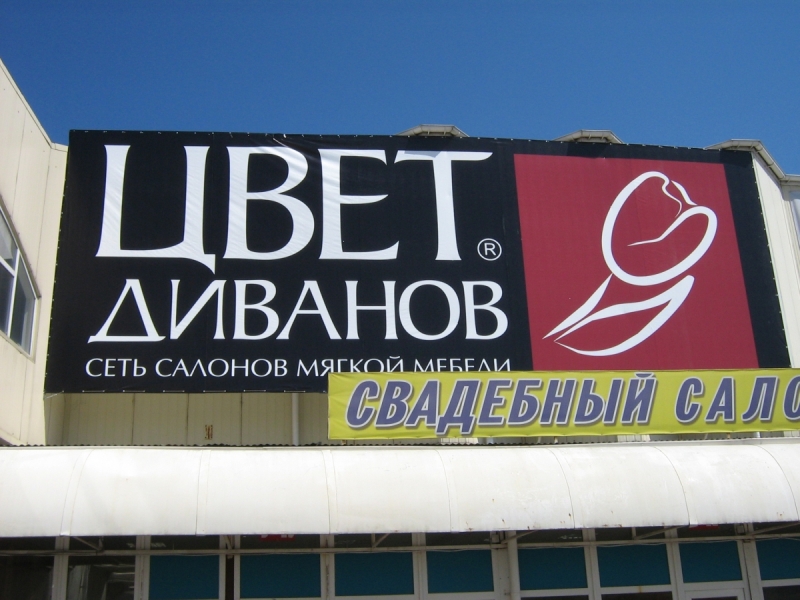 ЦВЕТ®
ДИВАНОВ
СЕТЬ САЛОНОВ МЯГКОЙ МЕБЕЛИ
СВАДЕБНЫЙ САЛО